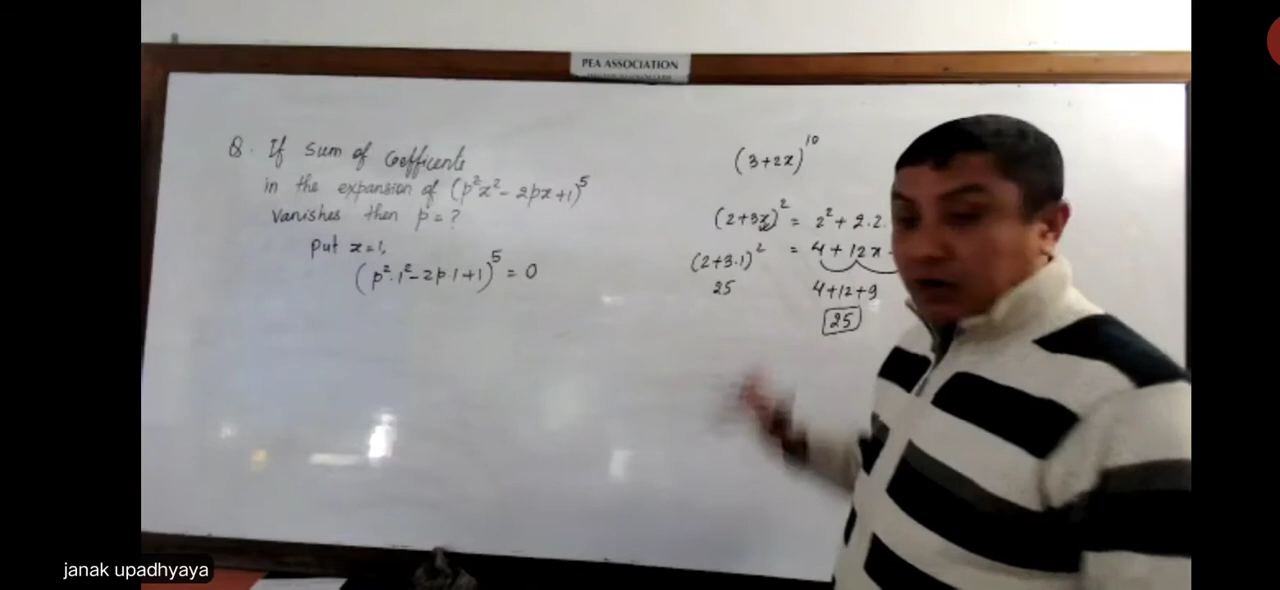 PEA ASSOCIATION
Q. If sum of Coefficents
in the expansion of (p²x² - 2px + 1)⁵
vanishes then p = ?
put x = 1,
(p².1² - 2p.1 + 1)⁵ = 0
(3 + 2x)¹⁰
(2 + 3x)² = 2² + 2.2.
= 4 + 12x
(2 + 3.1)²
25
4 + 12 + 9
25
janak upadhyaya